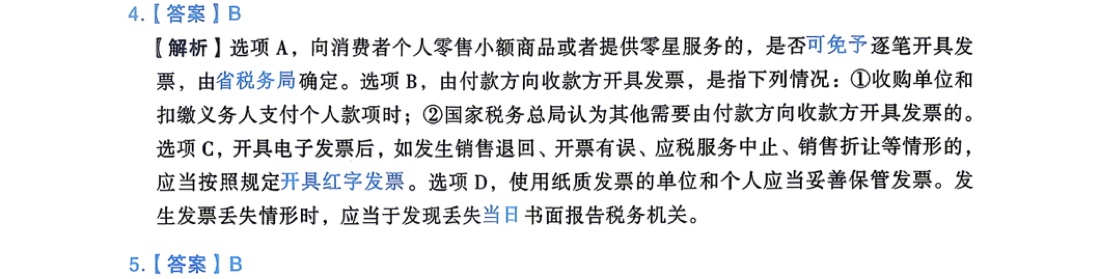 4.【答案】B
【解析】选项 A，向消费者个人零售小额商品或者提供零星服务的，是否可免予逐笔开具发
票，由省税务局确定。选项 B，由付款方向收款方开具发票，是指下列情况：①收购单位和
扣缴义务人支付个人款项时；②国家税务总局认为其他需要由付款方向收款方开具发票的。
选项 C，开具电子发票后，如发生销售退回、开票有误、应税服务中止、销售折让等情形的，
应当按照规定开具红字发票。选项 D，使用纸质发票的单位和个人应当妥善保管发票。发
生发票丢失情形时，应当于发现丢失当日书面报告税务机关。
5.【答案】B